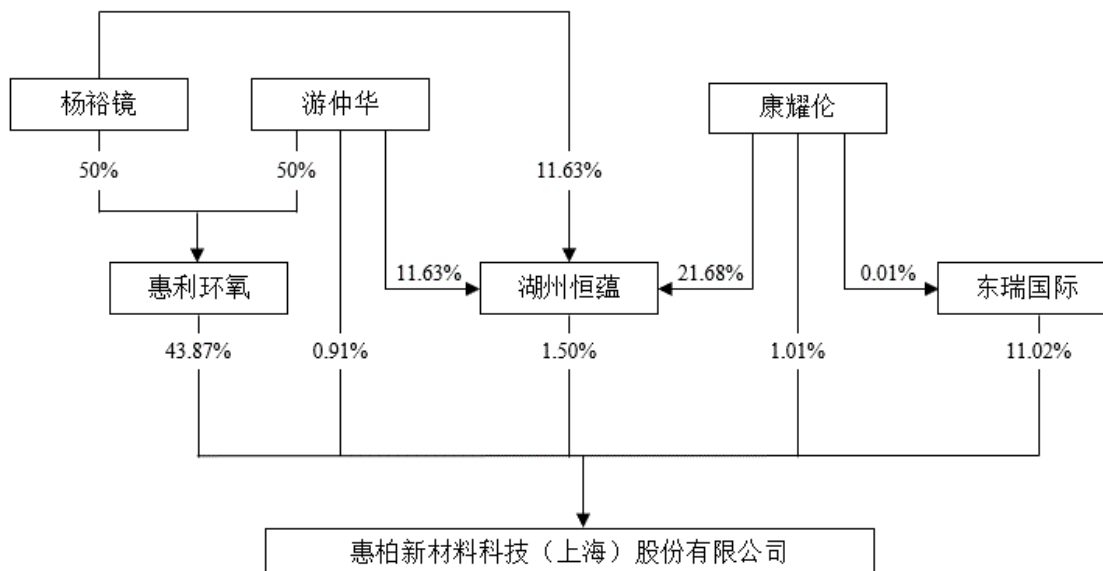 杨裕镜
游仲华
康耀伦
50%
50%
11.63%
惠利环氧
11.63%
湖州恒蕴
21.68%
0.01%
东瑞国际
43.87%
0.91%
1.50%
1.01%
11.02%
惠柏新材料科技（上海）股份有限公司